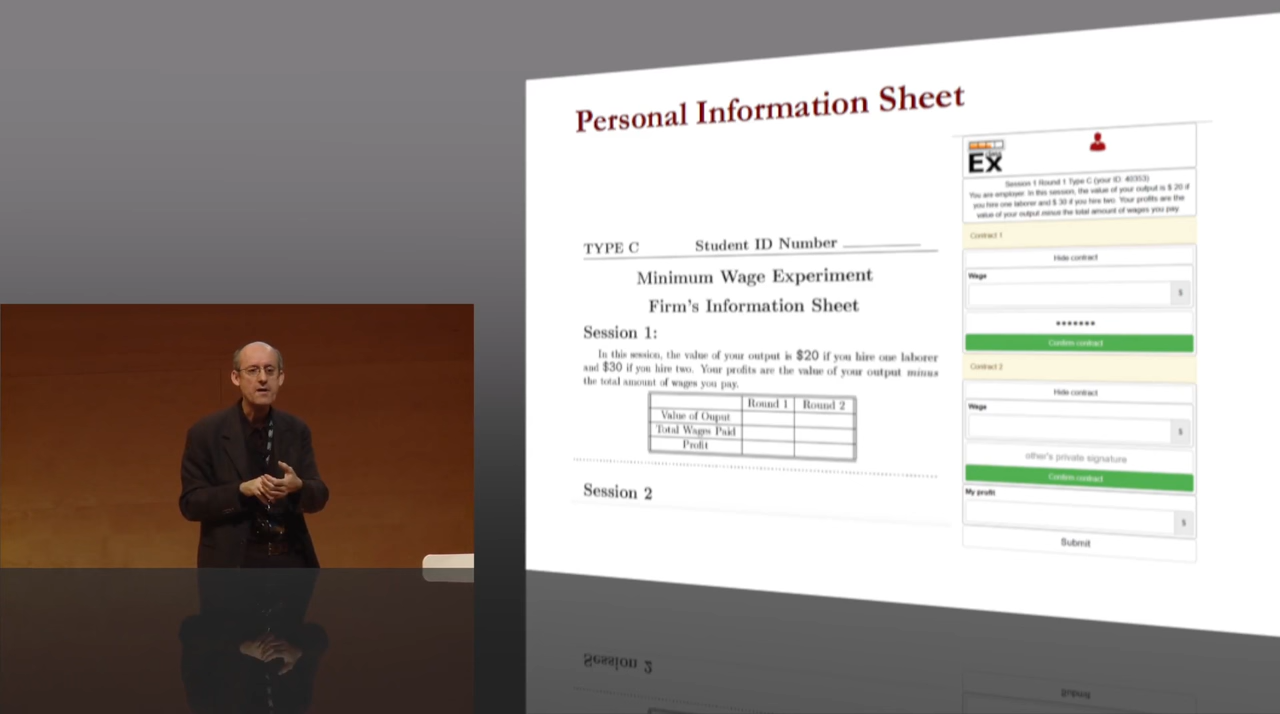 Personal Information Sheet
TYPE C Student ID Number
Minimum Wage Experiment
Firm's Information Sheet
Session 1:
In this session, the value of your output is $20 if you hire one laborer
and $30 if you hire two. Your profits are the value of your output minus
the total amount of wages you pay.
Round 1 Round 2
Value of Ouput
Total Wages Paid
Profit
Session 2
class
Ex
Session 1 Round 1 Type C (your ID 40353)
You are employer. In this session, the value of your output is $ 20 if
you hire one laborer and $ 30 if you hire two. Your profits are the
value of your output minus the total amount of wages you pay.
Contract 1
Hide contract
Wage
$
•••••••
Confirm contract
Contract 2
Hide contract
Wage
$
other's private signature
Confirm contract
My profit
$
Submit